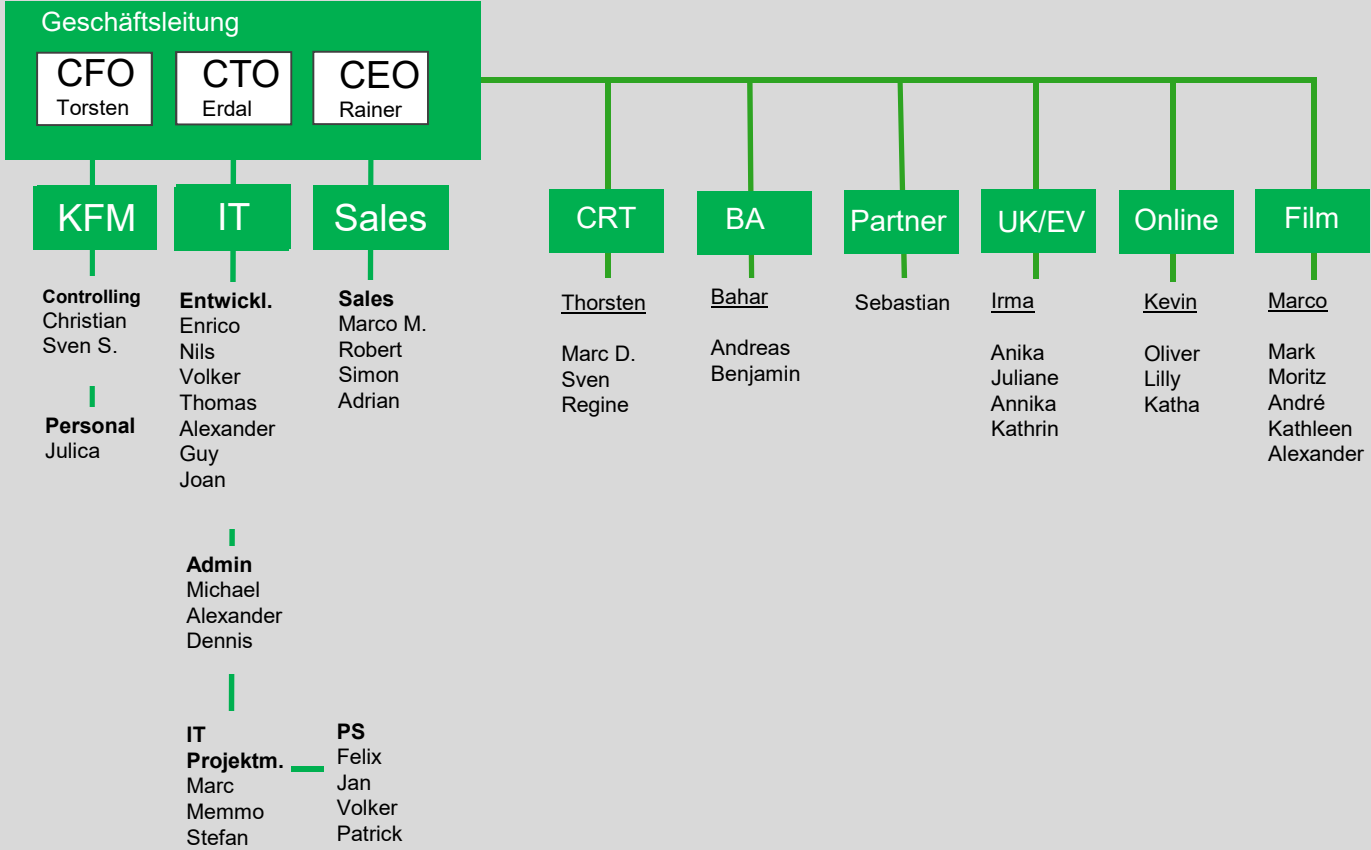 Geschäftsleitung
CFO
Torsten
CTO
Erdal
CEO
Rainer
KFM
IT
Sales
CRT
BA
Partner
UK/EV
Online
Film
Controlling
Christian
Sven S.
Personal
Julica
Entwickl.
Enrico
Nils
Volker
Thomas
Alexander
Guy
Joan
Admin
Michael
Alexander
Dennis
IT
Projektm.
Marc
Memmo
Stefan
PS
Felix
Jan
Volker
Patrick
Sales
Marco M.
Robert
Simon
Adrian
Thorsten
Marc D.
Sven
Regine
Bahar
Andreas
Benjamin
Sebastian
Irma
Anika
Juliane
Annika
Kathrin
Kevin
Oliver
Lilly
Katha
Marco
Mark
Moritz
André
Kathleen
Alexander